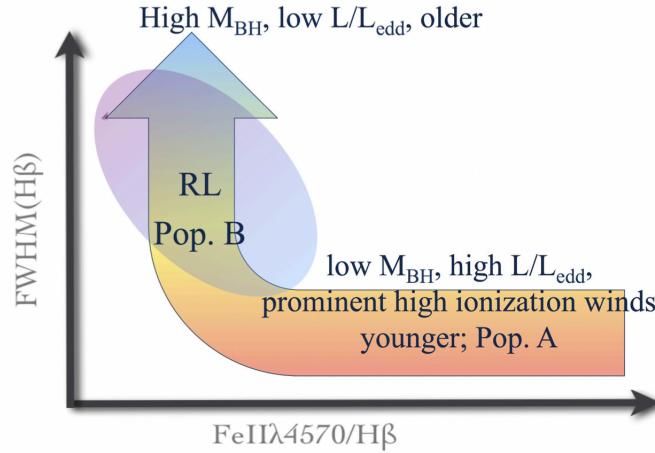 High M_BH, low L/L_edd, older
FWHM(Hβ)
RL
Pop. B
low M_BH, high L/L_edd,
prominent high ionization winds
younger; Pop. A
FeIIλ4570/Hβ